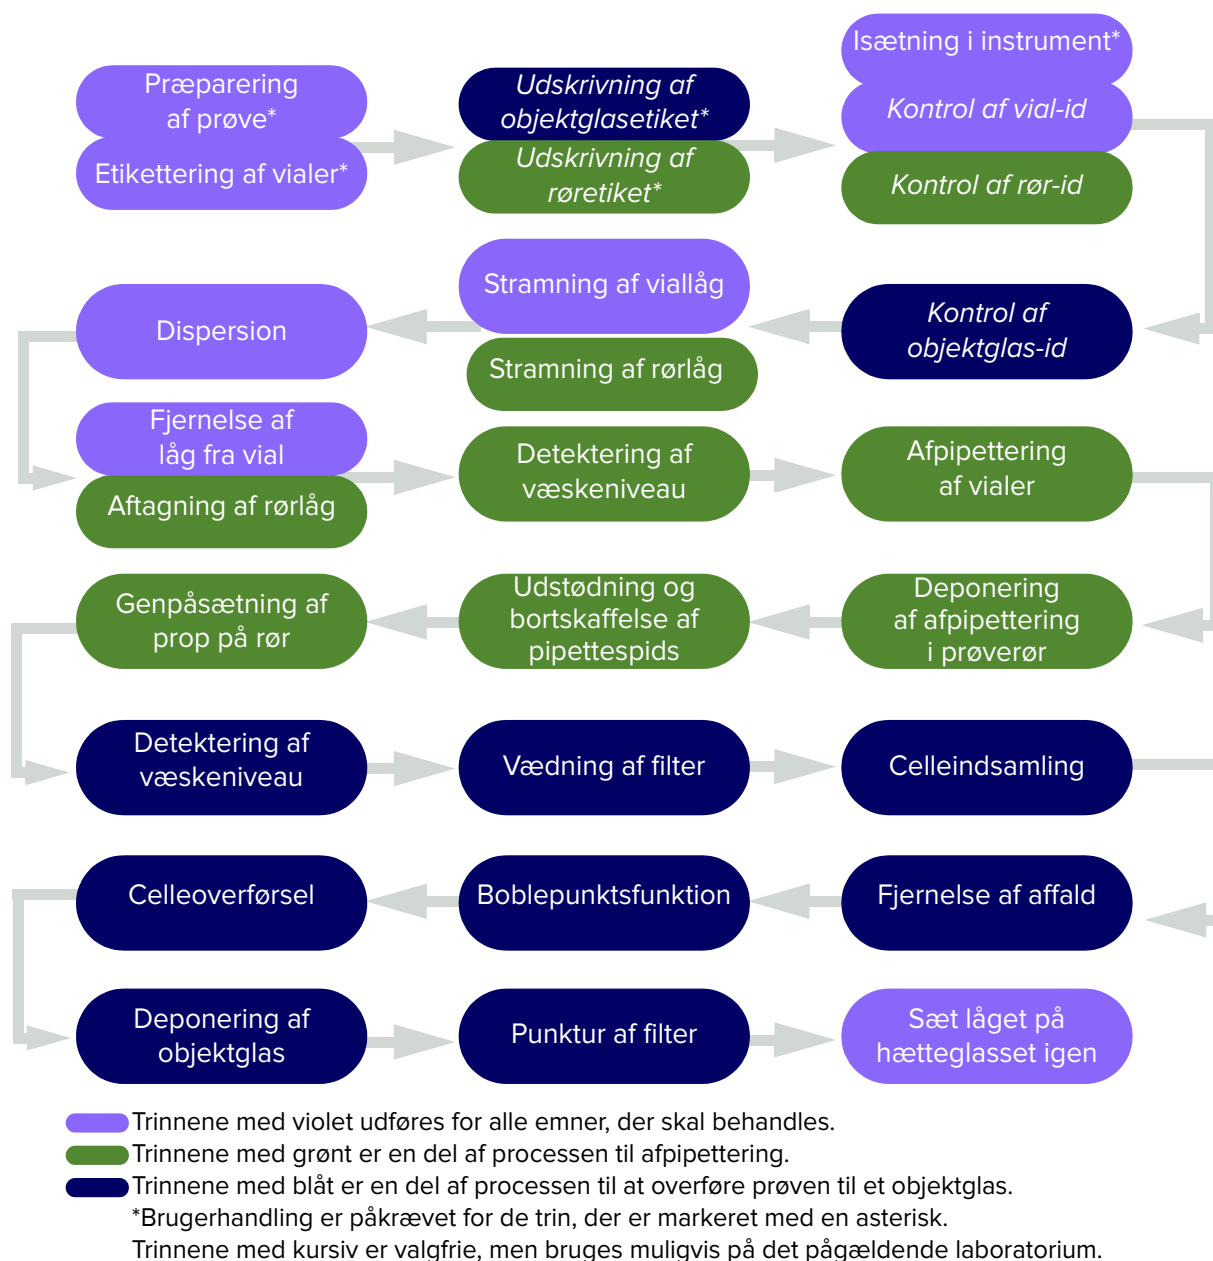 Præparering
af prøve*
Etikettering af vialer*
Udskrivning af
objektglasetiket*
Udskrivning af
røretiket*
Isætning i instrument*
Kontrol af vial-id
Kontrol af rør-id
Kontrol af
objektglas-id
Stramning af viallåg
Stramning af rørlåg
Dispersion
Fjernelse af
låg fra vial
Aftagning af rørlåg
Detektering af
væskeniveau
Afpipettering
af vialer
Deponering
af afpipettering
i prøverør
Udstødning og
bortskaffelse af
pipettespids
Genpåsætning af
prop på rør
Detektering af
væskeniveau
Vædning af filter
Celleindsamling
Fjernelse af affald
Boblepunktsfunktion
Celleoverførsel
Deponering af
objektglas
Punktur af filter
Sæt låget på
hætteglasset igen
Trinnene med violet udføres for alle emner, der skal behandles.
Trinnene med grønt er en del af processen til afpipettering.
Trinnene med blåt er en del af processen til at overføre prøven til et objektglas.
*Brugerhandling er påkrævet for de trin, der er markeret med en asterisk.
Trinnene med kursiv er valgfrie, men bruges muligvis på det pågældende laboratorium.